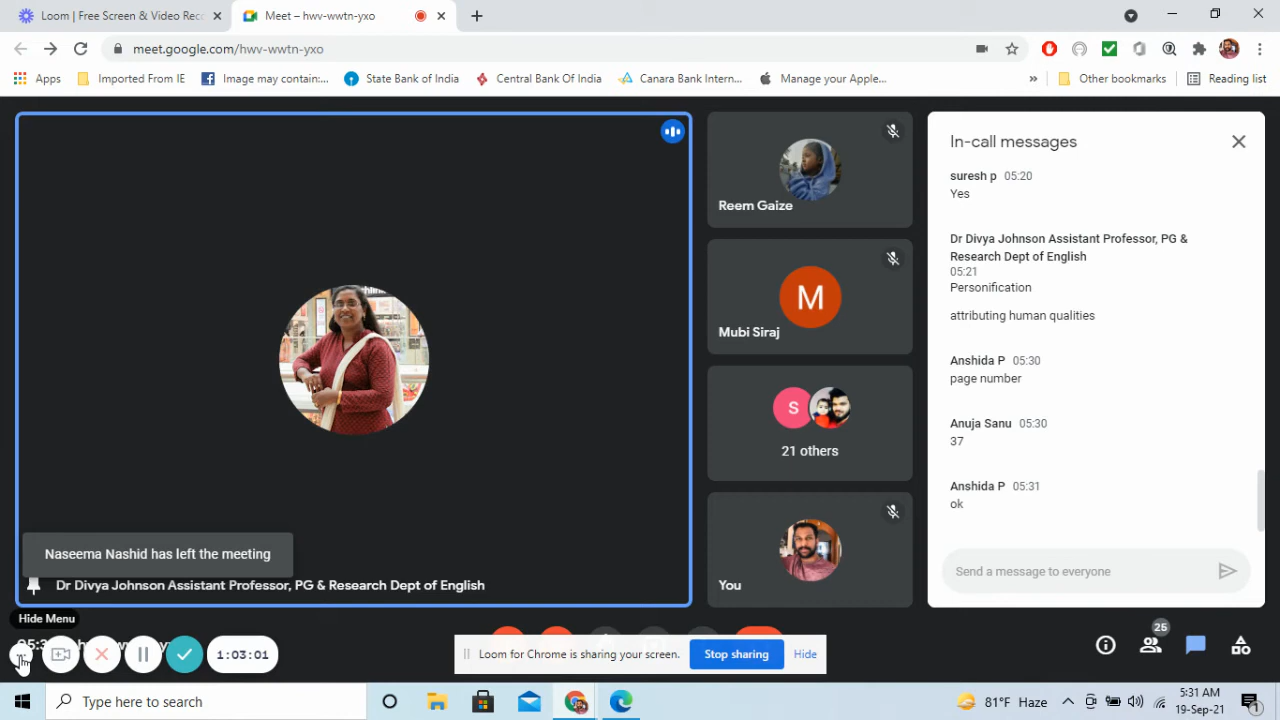 Loom | Free Screen & Video Rec
Meet – hwv-wwtn-yxo
meet.google.com/hwv-wwtn-yxo
Apps
Imported From IE
Image may contain:...
State Bank of India
Central Bank Of India
Canara Bank Intern...
Manage your Apple...
»
Other bookmarks
Reading list
Reem Gaize
M
Mubi Siraj
S
21 others
You
Naseema Nashid has left the meeting
Dr Divya Johnson Assistant Professor, PG & Research Dept of English
In-call messages
suresh p 05:20
Yes
Dr Divya Johnson Assistant Professor, PG &
Research Dept of English
05:21
Personification
attributing human qualities
Anshida P 05:30
page number
Anuja Sanu 05:30
37
Anshida P 05:31
ok
Send a message to everyone
Hide Menu
1:03:01
Loom for Chrome is sharing your screen.
Stop sharing
Hide
25
Type here to search
81°F Haze
5:31 AM
19-Sep-21
1